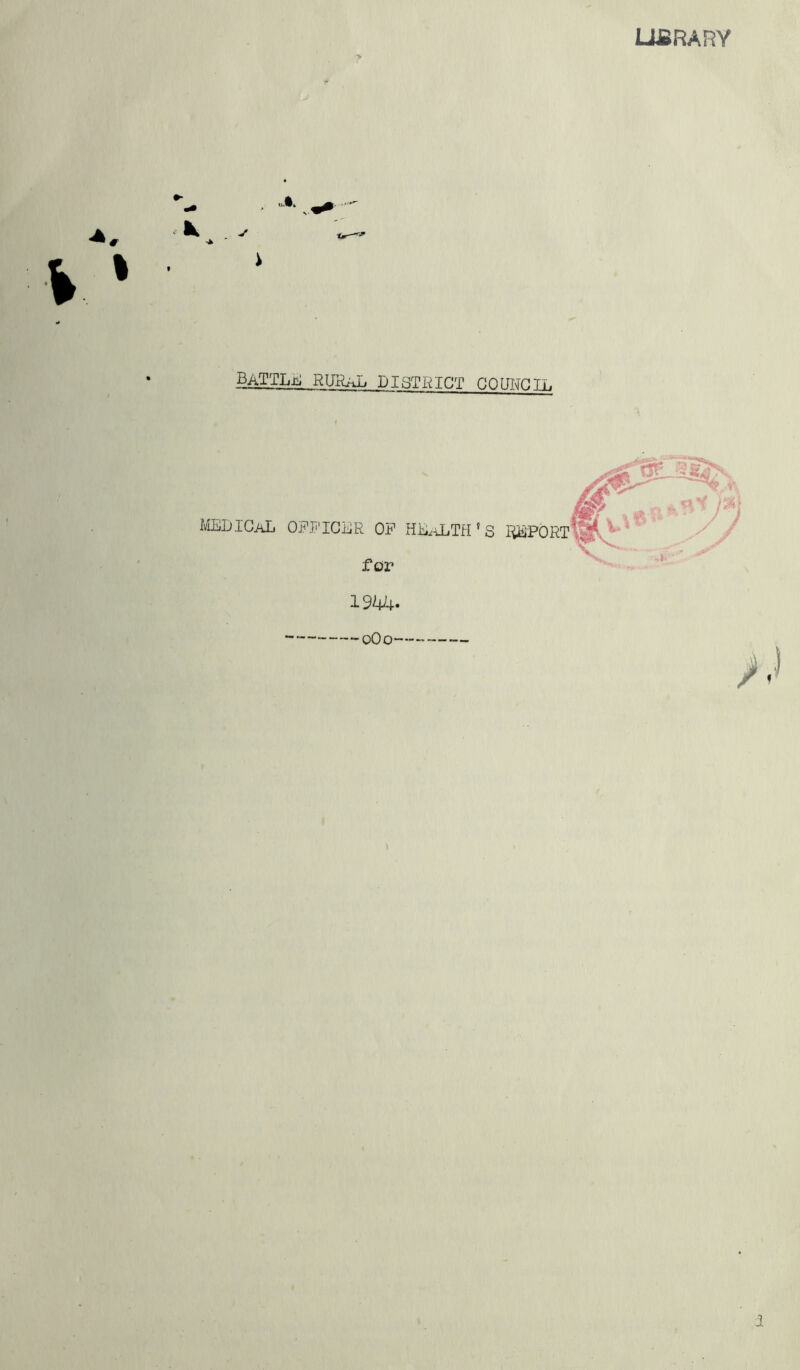 LIBRARY
BATTLE RURAL DISTRICT COUNCIL
MEDICAL OFFICER OF HEALTH'S REPORT
for
1944.
----------oOo----------